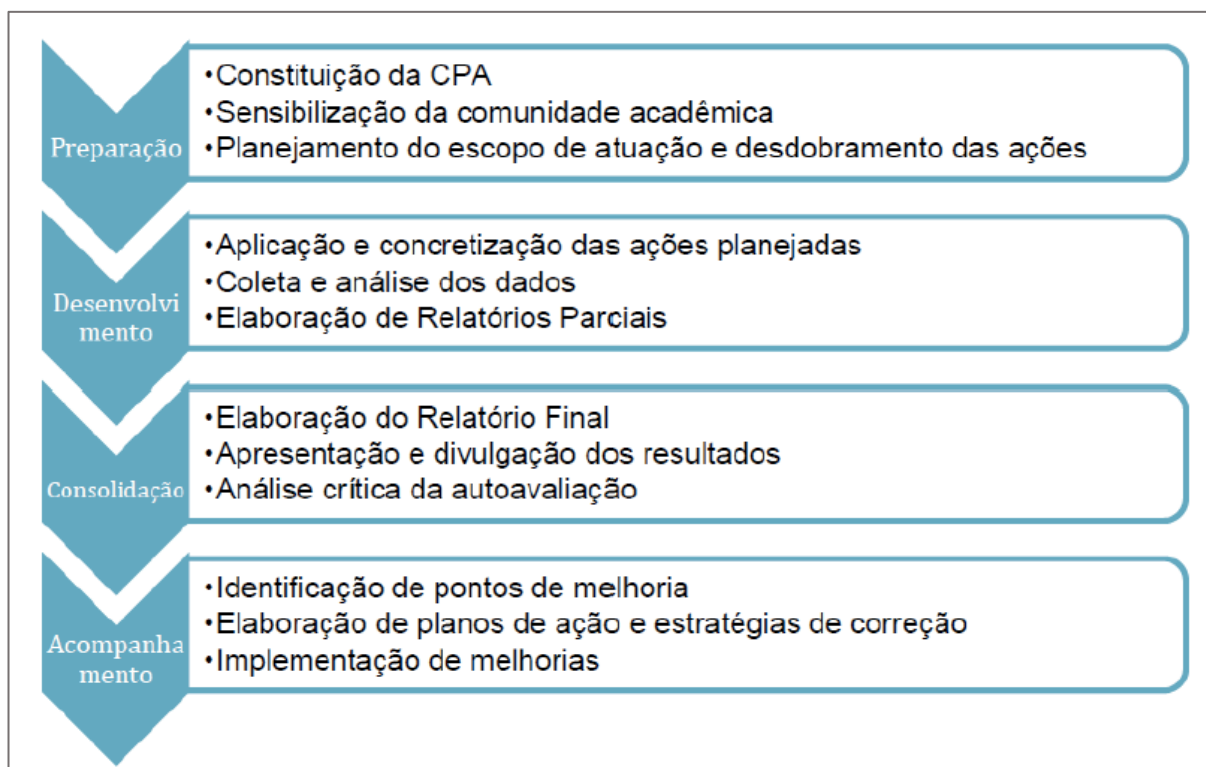 Preparação
•Constituição da CPA
•Sensibilização da comunidade acadêmica
•Planejamento do escopo de atuação e desdobramento das ações
Desenvolvi
mento
•Aplicação e concretização das ações planejadas
•Coleta e análise dos dados
•Elaboração de Relatórios Parciais
Consolidação
•Elaboração do Relatório Final
•Apresentação e divulgação dos resultados
•Análise crítica da autoavaliação
Acompanha
mento
•Identificação de pontos de melhoria
•Elaboração de planos de ação e estratégias de correção
•Implementação de melhorias